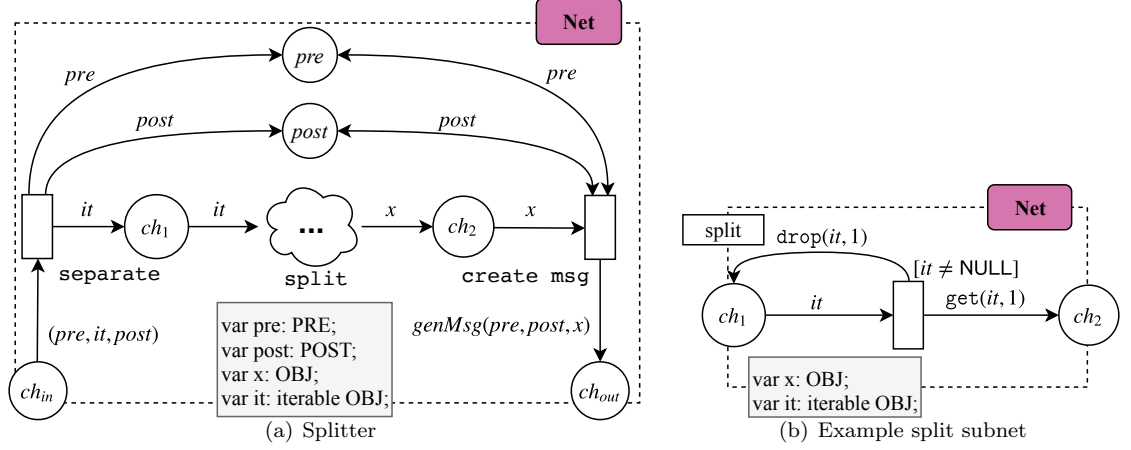 Net
pre
pre
pre
post
post
post
it
ch1
it
...
x
ch2
x
separate
split
create msg
(pre, it, post)
var pre: PRE;
var post: POST;
var x: OBJ;
var it: iterable OBJ;
genMsg(pre, post, x)
chin
chout
(a) Splitter
Net
split
drop(it, 1)
[it ≠ NULL]
ch1
it
get(it, 1)
ch2
var x: OBJ;
var it: iterable OBJ;
(b) Example split subnet